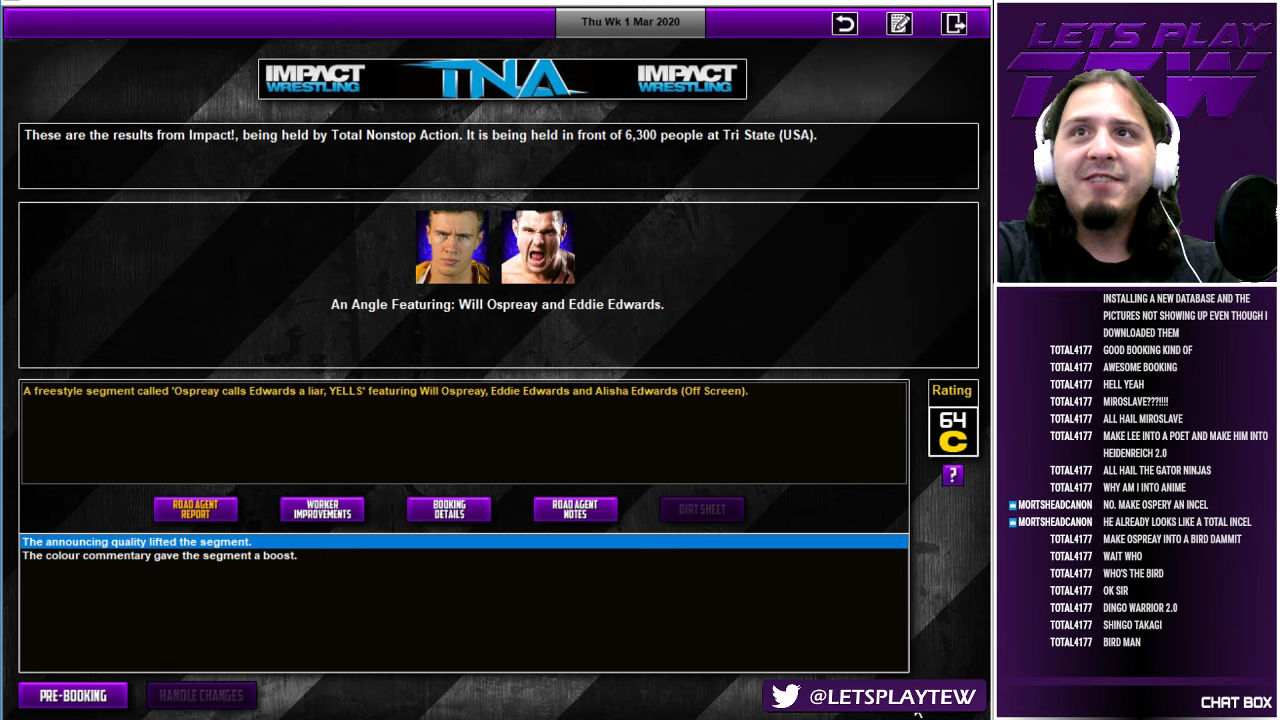 Thu Wk 1 Mar 2020
IMPACT WRESTLING TNA IMPACT WRESTLING
These are the results from Impact!, being held by Total Nonstop Action. It is being held in front of 6,300 people at Tri State (USA).
An Angle Featuring: Will Ospreay and Eddie Edwards.
A freestyle segment called 'Ospreay calls Edwards a liar, YELLS' featuring Will Ospreay, Eddie Edwards and Alisha Edwards (Off Screen).
Rating
64
C
?
ROAD AGENT REPORT
WORKER IMPROVEMENTS
BOOKING DETAILS
ROAD AGENT NOTES
DIRT SHEET
The announcing quality lifted the segment.
The colour commentary gave the segment a boost.
PRE-BOOKING
HANDLE CHANGES
@LETSPLAYTEW
LETS PLAY
TEW
INSTALLING A NEW DATABASE AND THE
PICTURES NOT SHOWING UP EVEN THOUGH I
DOWNLOADED THEM
TOTAL4177 GOOD BOOKING KIND OF
TOTAL4177 AWESOME BOOKING
TOTAL4177 HELL YEAH
TOTAL4177 MIROSLAVE???!!!!
TOTAL4177 ALL HAIL MIROSLAVE
TOTAL4177 MAKE LEE INTO A POET AND MAKE HIM INTO
HEIDENREICH 2.0
TOTAL4177 ALL HAIL THE GATOR NINJAS
TOTAL4177 WHY AM I INTO ANIME
MORTSHEADCANON NO. MAKE OSPERY AN INCEL
MORTSHEADCANON HE ALREADY LOOKS LIKE A TOTAL INCEL
TOTAL4177 MAKE OSPREAY INTO A BIRD DAMMIT
TOTAL4177 WAIT WHO
TOTAL4177 WHO'S THE BIRD
TOTAL4177 OK SIR
TOTAL4177 DINGO WARRIOR 2.0
TOTAL4177 SHINGO TAKAGI
TOTAL4177 BIRD MAN
CHAT BOX